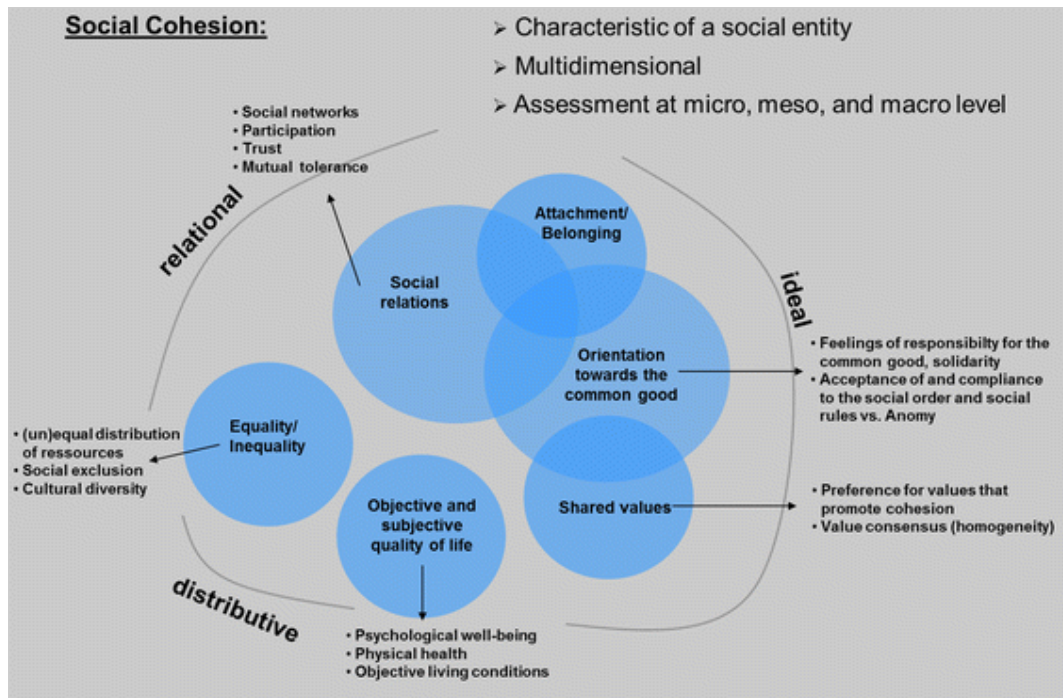 Social Cohesion:
➢ Characteristic of a social entity
➢ Multidimensional
➢ Assessment at micro, meso, and macro level
• Social networks
• Participation
• Trust
• Mutual tolerance
relational
Attachment/
Belonging
Social
relations
ideal
Orientation
towards the
common good
• Feelings of responsibilty for the
common good, solidarity
• Acceptance of and compliance
to the social order and social
rules vs. Anomy
Equality/
Inequality
• (un)equal distribution
of ressources
• Social exclusion
• Cultural diversity
Objective and
subjective
quality of life
Shared values
• Preference for values that
promote cohesion
• Value consensus (homogeneity)
distributive
• Psychological well-being
• Physical health
• Objective living conditions